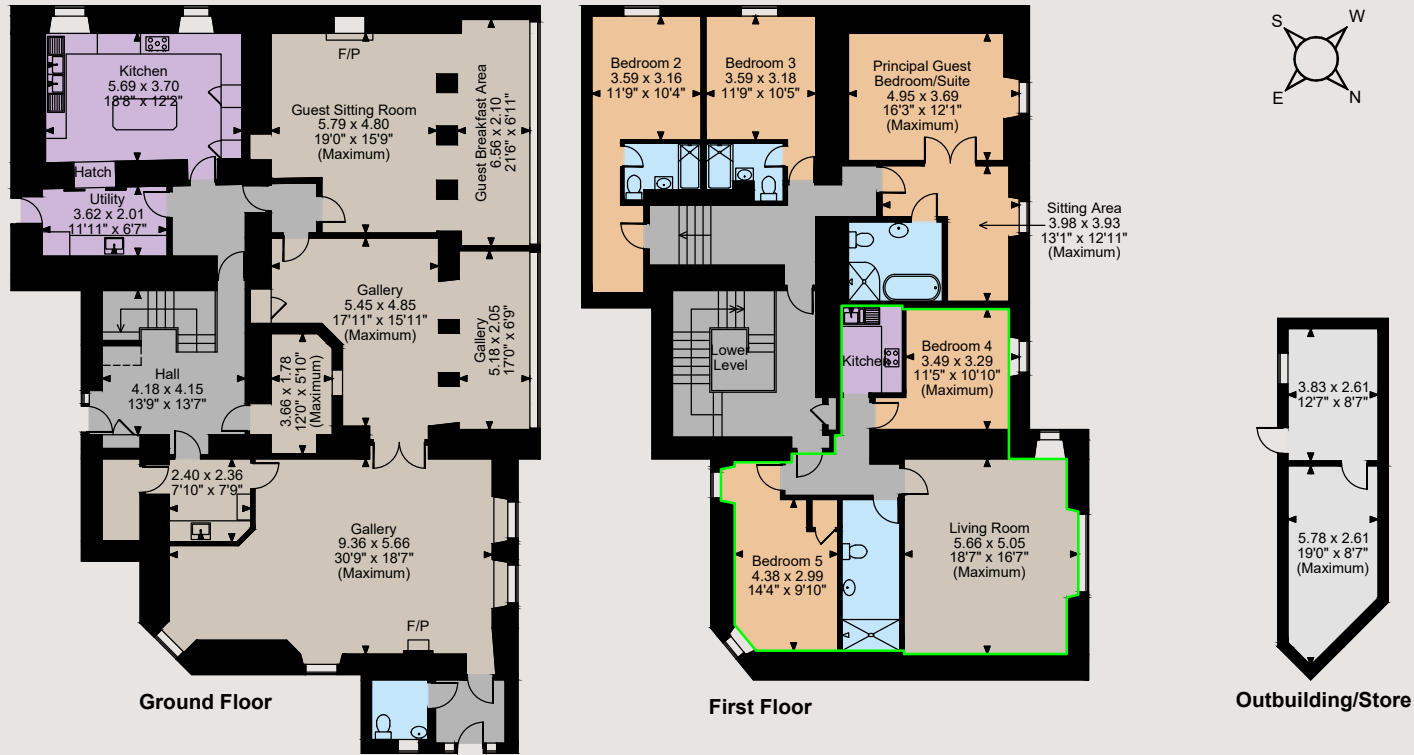 Kitchen
5.69 x 3.70
18'8" x 12'2"
Hatch
Utility
3.62 x 2.01
11'11" x 6'7"
F/P
Guest Sitting Room
5.79 x 4.80
19'0" x 15'9"
(Maximum)
Guest Breakfast Area
6.56 x 2.10
21'6" x 6'11"
Gallery
5.45 x 4.85
17'11" x 15'11"
(Maximum)
Gallery
5.18 x 2.05
17'0" x 6'9"
3.66 x 1.78
12'0" x 5'10"
(Maximum)
Hall
4.18 x 4.15
13'9" x 13'7"
2.40 x 2.36
7'10" x 7'9"
Gallery
9.36 x 5.66
30'9" x 18'7"
(Maximum)
F/P
Ground Floor
Bedroom 2
3.59 x 3.16
11'9" x 10'4"
Bedroom 3
3.59 x 3.18
11'9" x 10'5"
Principal Guest
Bedroom/Suite
4.95 x 3.69
16'3" x 12'1"
(Maximum)
Sitting Area
3.98 x 3.93
13'1" x 12'11"
(Maximum)
Lower
Level
Kitchen
Bedroom 4
3.49 x 3.29
11'5" x 10'10"
(Maximum)
Bedroom 5
4.38 x 2.99
14'4" x 9'10"
Living Room
5.66 x 5.05
18'7" x 16'7"
(Maximum)
First Floor
S
W
E
N
3.83 x 2.61
12'7" x 8'7"
5.78 x 2.61
19'0" x 8'7"
(Maximum)
Outbuilding/Store